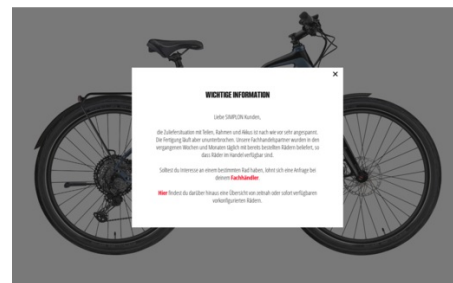 ×
WICHTIGE INFORMATION
Liebe SIMPLON Kunden,
die Zuliefersituation mit Teilen, Rahmen und Akkus ist nach wie vor sehr angespannt.
Die Fertigung läuft aber ununterbrochen. Unsere Fachhandelspartner wurden in den
vergangenen Wochen und Monaten täglich mit bereits bestellten Rädern beliefert, so
dass Räder im Handel verfügbar sind.
Solltest du Interesse an einem bestimmten Rad haben, lohnt sich eine Anfrage bei
deinem Fachhändler.
Hier findest du darüber hinaus eine Übersicht von zeitnah oder sofort verfügbaren
vorkonfigurierten Rädern.